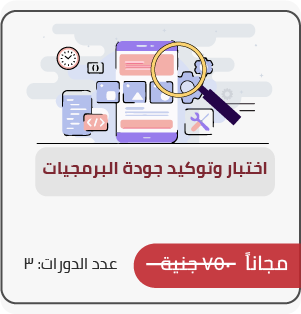 اختبار وتوكيد جودة البرمجيات
مجاناً ٧٥٠ جنية
عدد الدورات: ٣